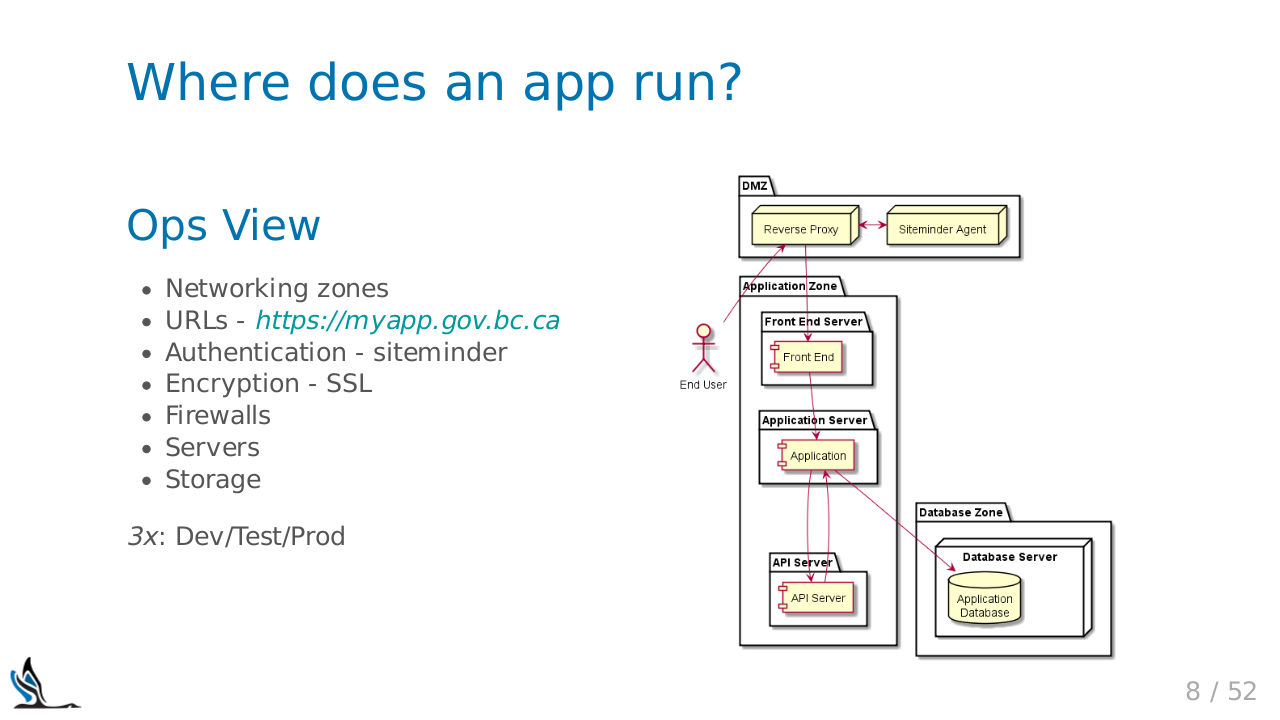 Where does an app run?
Ops View
Networking zones
URLs - https://myapp.gov.bc.ca
Authentication - siteminder
Encryption - SSL
Firewalls
Servers
Storage
3x: Dev/Test/Prod
DMZ
Reverse Proxy
Siteminder Agent
Application Zone
Front End Server
Front End
End User
Application Server
Application
API Server
API Server
Database Zone
Database Server
Application
Database
8 / 52